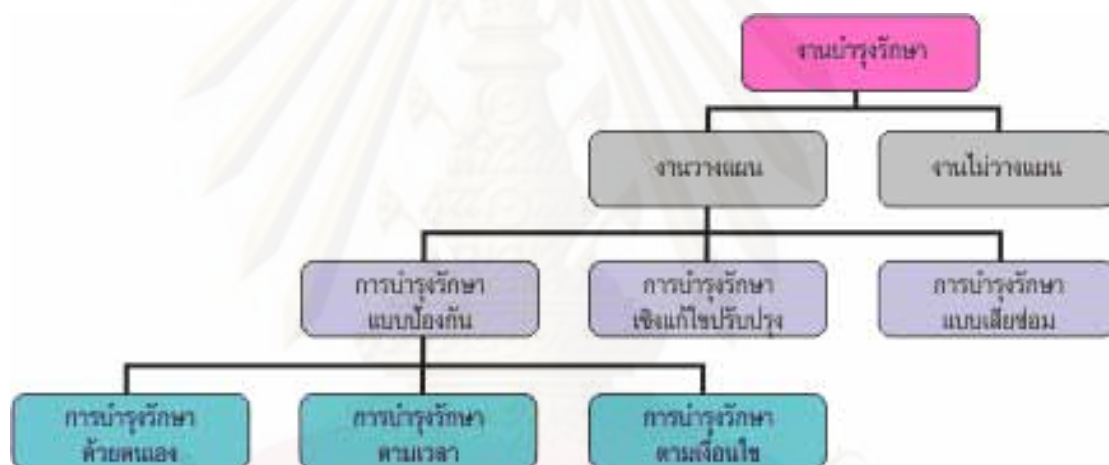 งานบำรุงรักษา
งานวางแผน
งานไม่วางแผน
การบำรุงรักษา
แบบป้องกัน
การบำรุงรักษา
เชิงแก้ไขปรับปรุง
การบำรุงรักษา
แบบเสียซ่อม
การบำรุงรักษา
ด้วยตนเอง
การบำรุงรักษา
ตามเวลา
การบำรุงรักษา
ตามเงื่อนไข